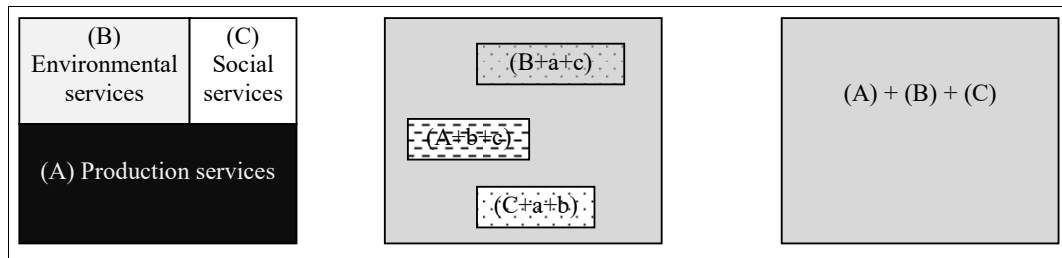 (B)
Environmental
services
(C)
Social
services
(A) Production services
(B+a+c)
(A+b+c)
(C+a+b)
(A) + (B) + (C)